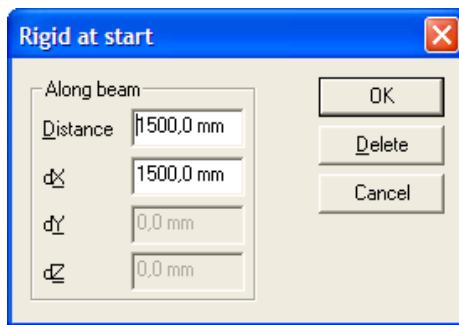 Rigid at start
Along beam
Distance 1500,0 mm
dX 1500,0 mm
dY 0,0 mm
dZ 0,0 mm
OK
Delete
Cancel